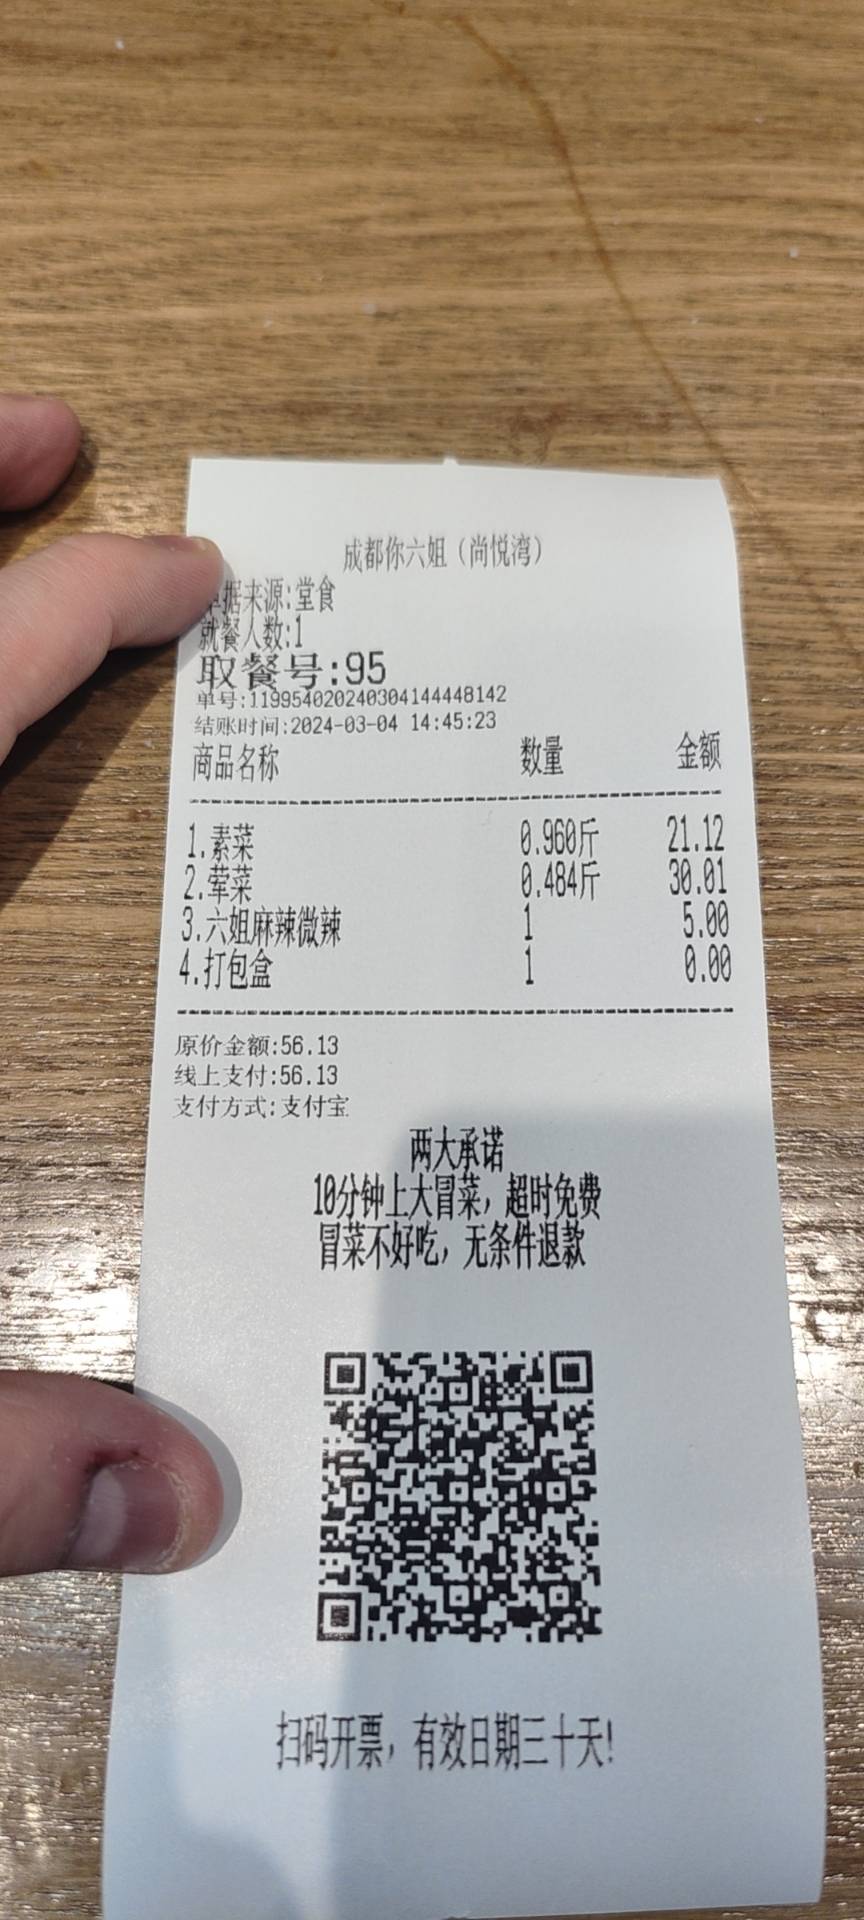 成都你六姐（尚悦湾）
单据来源:堂食
就餐人数:1
取餐号:95
单号:119954020240304144448142
结账时间:2024-03-04 14:45:23
商品名称 数量 金额
1.素菜 0.960斤 21.12
2.荤菜 0.484斤 30.01
3.六姐麻辣微辣 1 5.00
4.打包盒 1 0.00
原价金额:56.13
线上支付:56.13
支付方式:支付宝
两大承诺
10分钟上大冒菜，超时免费
冒菜不好吃，无条件退款
扫码开票，有效日期三十天!